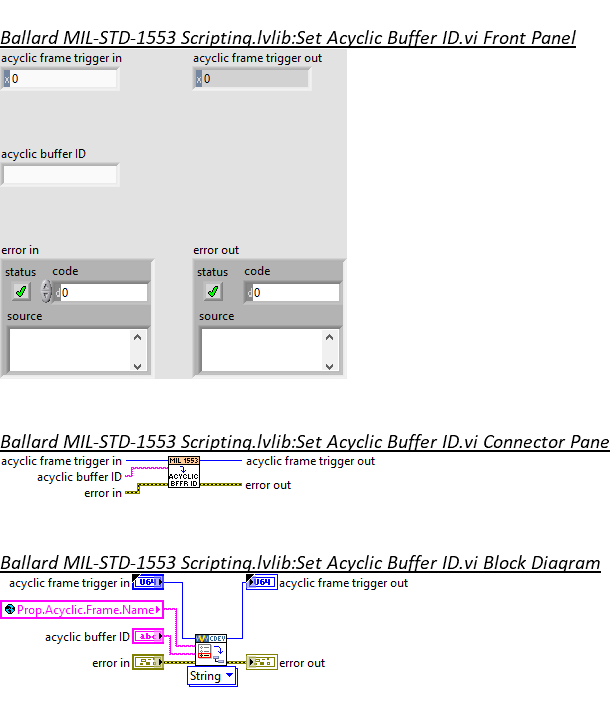 Ballard MIL-STD-1553 Scripting.lvlib:Set Acyclic Buffer ID.vi Front Panel
acyclic frame trigger in acyclic frame trigger out
x 0 x 0
acyclic buffer ID
error in error out
status code status code
d 0 d 0
source source
Ballard MIL-STD-1553 Scripting.lvlib:Set Acyclic Buffer ID.vi Connector Pane
acyclic frame trigger in MIL 1553 acyclic frame trigger out
acyclic buffer ID ACYCLIC
error in BFFR ID error out
Ballard MIL-STD-1553 Scripting.lvlib:Set Acyclic Buffer ID.vi Block Diagram
acyclic frame trigger in U64 U64 acyclic frame trigger out
Prop.Acyclic.Frame.Name
acyclic buffer ID abc CDEV
error in error out
String